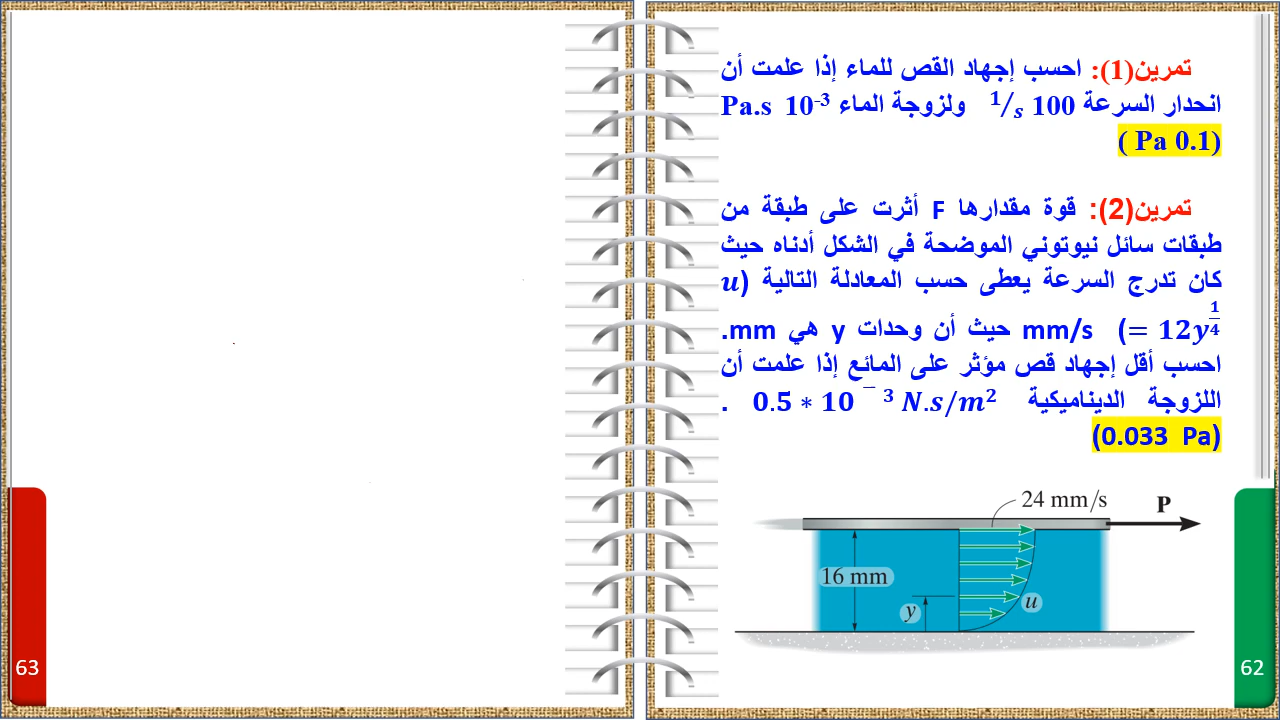 تمرين(1): احسب إجهاد القص للماء إذا علمت أن
انحدار السرعة 100 1/s ولزوجة الماء 10-3 Pa.s
(0.1 Pa )
تمرين(2): قوة مقدارها F أثرت على طبقة من
طبقات سائل نيوتوني الموضحة في الشكل أدناه حيث
كان تدرج السرعة يعطى حسب المعادلة التالية (u
= 12y^1/4) mm/s حيث أن وحدات y هي mm.
احسب أقل إجهاد قص مؤثر على المائع إذا علمت أن
اللزوجة الديناميكية 0.5 ∗ 10 − 3 N.s/m2 .
(0.033 Pa)
24 mm/s
P
16 mm
y
u
63
62